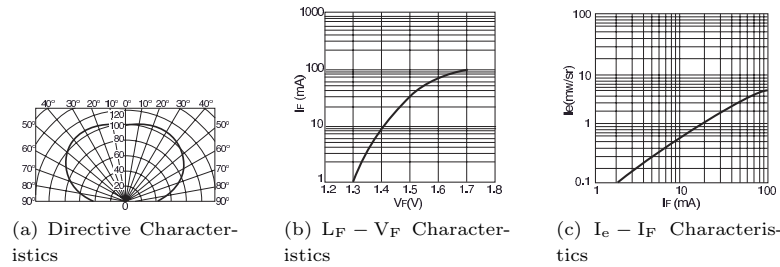 40° 30° 20° 10° 0° 10° 20° 30° 40°
50° 50°
60° 60°
70° 70°
80° 80°
90° 90°
120
100
80
60
40
20
0
(a) Directive Character-
istics
1000
100
10
1
IF (mA)
1.2 1.3 1.4 1.5 1.6 1.7 1.8
VF(V)
(b) LF − VF Character-
istics
100
10
1
0.1
Ie(mw/sr)
1 10 100
IF (mA)
(c) Ie − IF Characteris-
tics